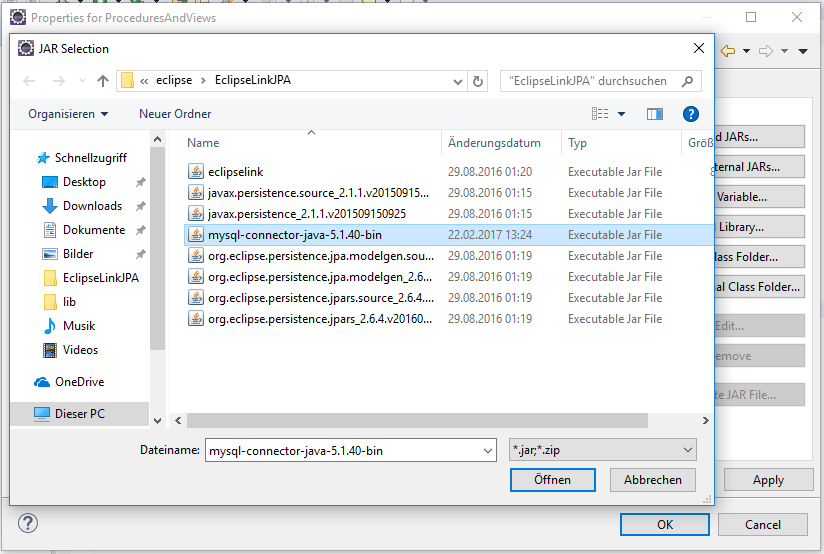 Properties for ProceduresAndViews
JAR Selection
« eclipse › EclipseLinkJPA
"EclipseLinkJPA" durchsuchen
Organisieren
Neuer Ordner
Name
Änderungsdatum
Typ
Größ
Schnellzugriff
Desktop
Downloads
Dokumente
Bilder
EclipseLinkJPA
lib
Musik
Videos
OneDrive
Dieser PC
eclipselink 29.08.2016 01:20 Executable Jar File 8
javax.persistence.source_2.1.1.v20150915... 29.08.2016 01:15 Executable Jar File
javax.persistence_2.1.1.v201509150925 29.08.2016 01:15 Executable Jar File
mysql-connector-java-5.1.40-bin 22.02.2017 13:24 Executable Jar File
org.eclipse.persistence.jpa.modelgen.sou... 29.08.2016 01:19 Executable Jar File
org.eclipse.persistence.jpa.modelgen_2.6... 29.08.2016 01:19 Executable Jar File
org.eclipse.persistence.jpars.source_2.6.4.... 29.08.2016 01:19 Executable Jar File
org.eclipse.persistence.jpars_2.6.4.v20160... 29.08.2016 01:19 Executable Jar File
Dateiname:
mysql-connector-java-5.1.40-bin
*.jar;*.zip
Öffnen
Abbrechen
d JARs...
ternal JARs...
Variable...
Library...
lass Folder...
nal Class Folder...
Edit...
emove
te JAR File...
Apply
OK
Cancel